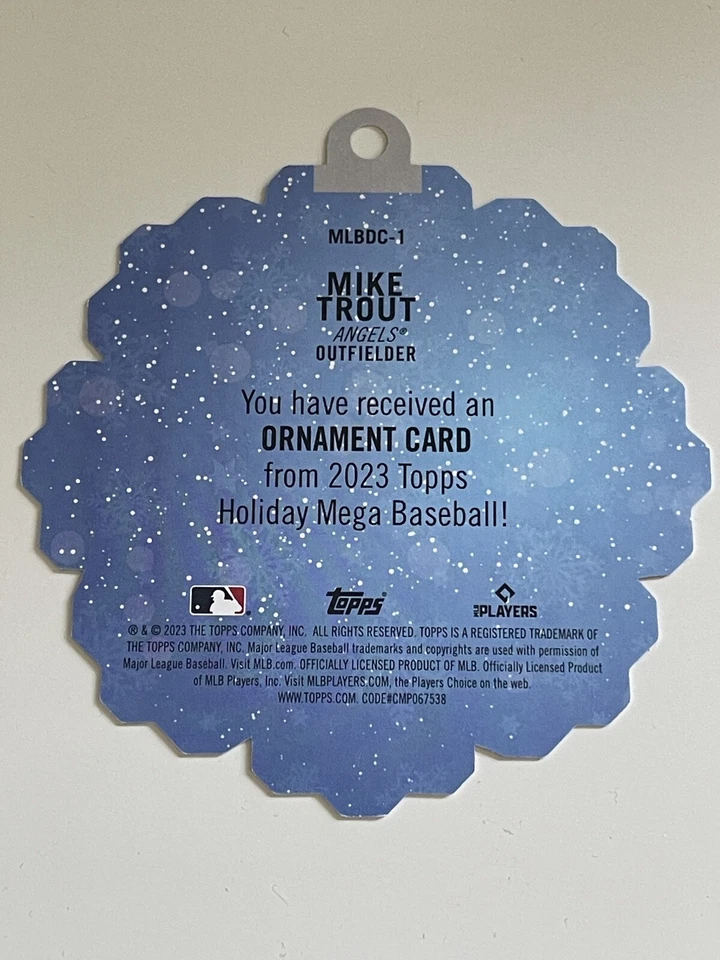 MLBDC-1
MIKE
TROUT
ANGELS®
OUTFIELDER
You have received an
ORNAMENT CARD
from 2023 Topps
Holiday Mega Baseball!
topps®
MLB PLAYERS
® & © 2023 THE TOPPS COMPANY, INC. ALL RIGHTS RESERVED. TOPPS IS A REGISTERED TRADEMARK OF
THE TOPPS COMPANY, INC. Major League Baseball trademarks and copyrights are used with permission of
Major League Baseball. Visit MLB.com. OFFICIALLY LICENSED PRODUCT OF MLB. Officially Licensed Product
of MLB Players, Inc. Visit MLBPLAYERS.COM, the Players Choice on the web.
WWW.TOPPS.COM. CODE#CMP067538